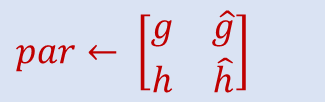 par ← [g ĝ
h ĥ]